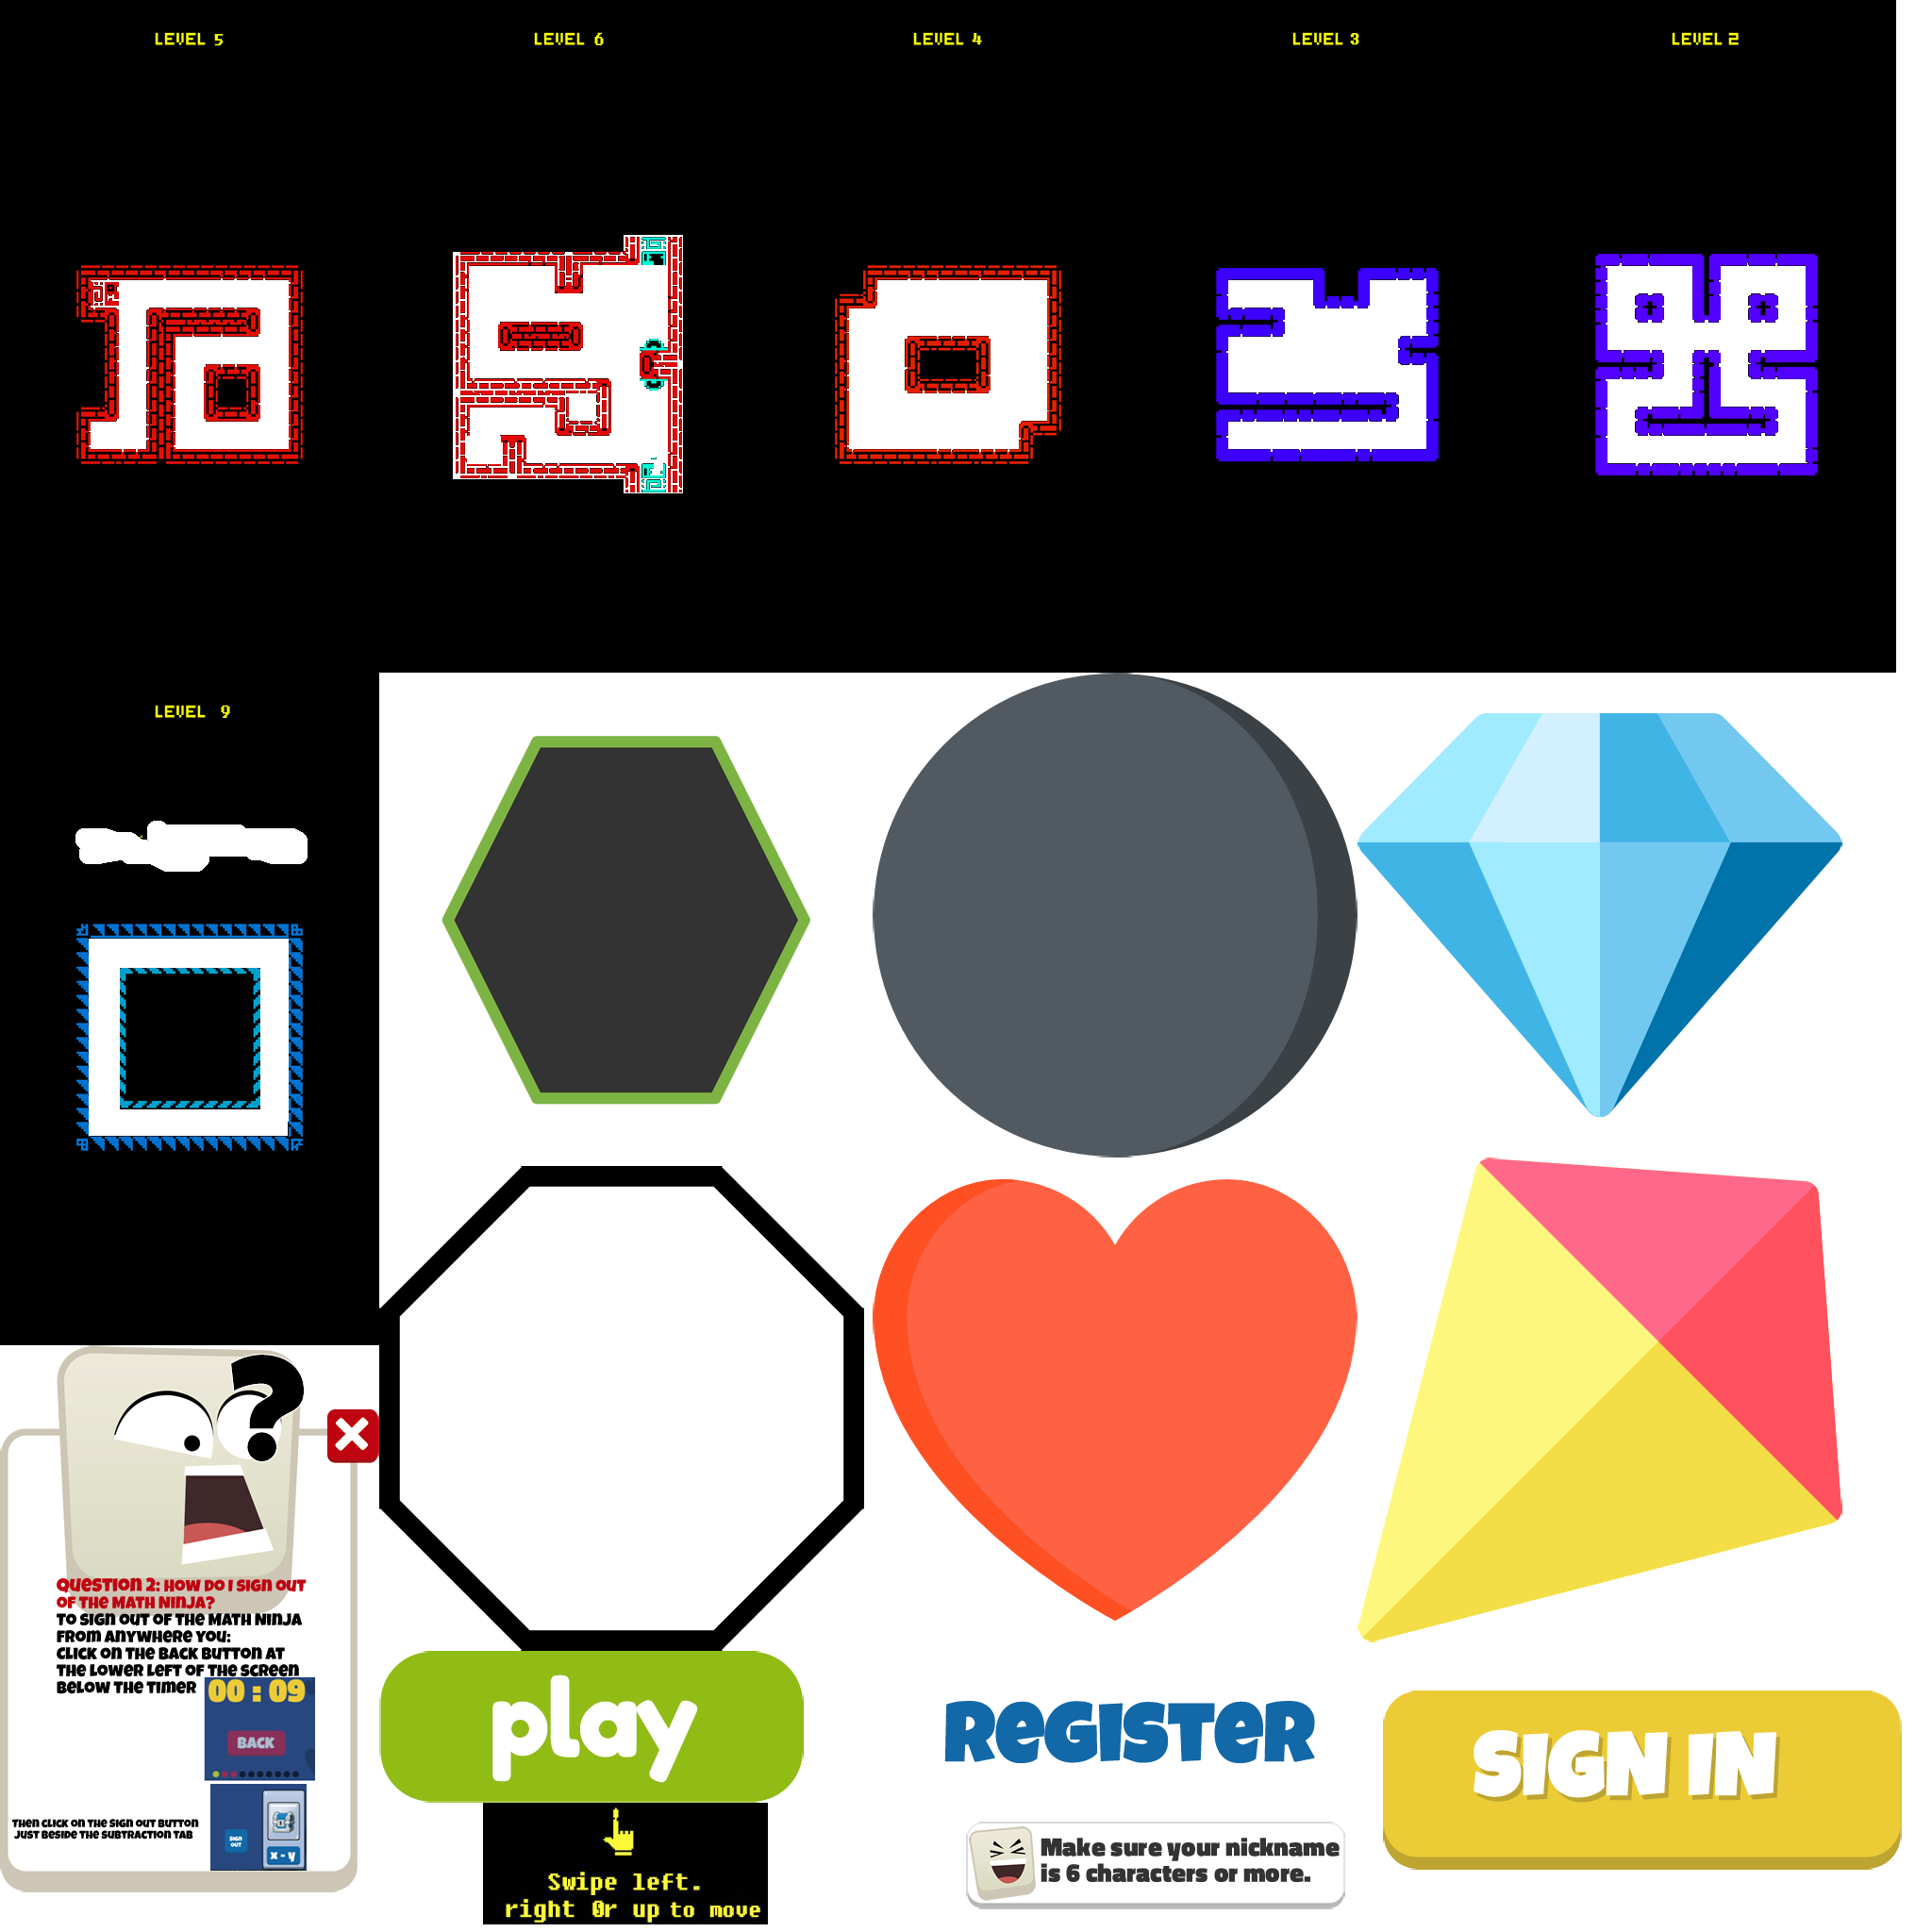 LEVEL 5
LEVEL 6
LEVEL 4
LEVEL 3
LEVEL 2
LEVEL 9
?
QUESTION 2: HOW DO I SIGN OUT
OF THE MATH NINJA?
TO SIGN OUT OF THE MATH NINJA
FROM ANYWHERE YOU:
CLICK ON THE BACK BUTTON AT
THE LOWER LEFT OF THE SCREEN
BELOW THE TIMER
00 : 09
BACK
THEN CLICK ON THE SIGN OUT BUTTON
JUST BESIDE THE SUBTRACTION TAB
SIGN
OUT
x - y
play
Swipe left.
right Or up to move
REGISTER
Make sure your nickname
is 6 characters or more.
SIGN IN